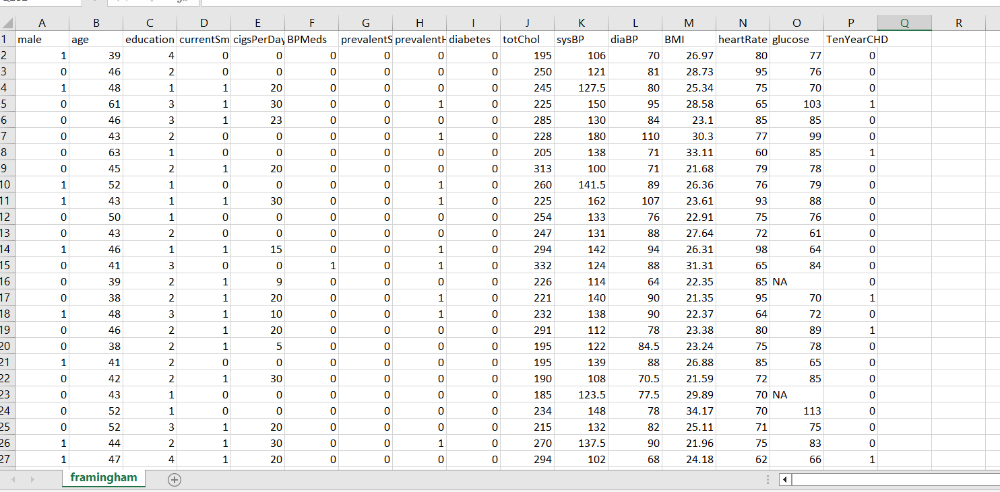 A B C D E F G H I J K L M N O P Q R
1 male age education currentSm cigsPerDay BPMeds prevalentS prevalentH diabetes totChol sysBP diaBP BMI heartRate glucose TenYearCHD
2 1 39 4 0 0 0 0 0 0 195 106 70 26.97 80 77 0
3 0 46 2 0 0 0 0 0 0 250 121 81 28.73 95 76 0
4 1 48 1 1 20 0 0 0 0 245 127.5 80 25.34 75 70 0
5 0 61 3 1 30 0 0 1 0 225 150 95 28.58 65 103 1
6 0 46 3 1 23 0 0 0 0 285 130 84 23.1 85 85 0
7 0 43 2 0 0 0 0 1 0 228 180 110 30.3 77 99 0
8 0 63 1 0 0 0 0 0 0 205 138 71 33.11 60 85 1
9 0 45 2 1 20 0 0 0 0 313 100 71 21.68 79 78 0
10 1 52 1 0 0 0 0 1 0 260 141.5 89 26.36 76 79 0
11 1 43 1 1 30 0 0 1 0 225 162 107 23.61 93 88 0
12 0 50 1 0 0 0 0 0 0 254 133 76 22.91 75 76 0
13 0 43 2 0 0 0 0 0 0 247 131 88 27.64 72 61 0
14 1 46 1 1 15 0 0 1 0 294 142 94 26.31 98 64 0
15 0 41 3 0 0 1 0 1 0 332 124 88 31.31 65 84 0
16 0 39 2 1 9 0 0 0 0 226 114 64 22.35 85 NA 0
17 0 38 2 1 20 0 0 1 0 221 140 90 21.35 95 70 1
18 1 48 3 1 10 0 0 1 0 232 138 90 22.37 64 72 0
19 0 46 2 1 20 0 0 0 0 291 112 78 23.38 80 89 1
20 0 38 2 1 5 0 0 0 0 195 122 84.5 23.24 75 78 0
21 1 41 2 0 0 0 0 0 0 195 139 88 26.88 85 65 0
22 0 42 2 1 30 0 0 0 0 190 108 70.5 21.59 72 85 0
23 0 43 1 0 0 0 0 0 0 185 123.5 77.5 29.89 70 NA 0
24 0 52 1 0 0 0 0 0 0 234 148 78 34.17 70 113 0
25 0 52 3 1 20 0 0 0 0 215 132 82 25.11 71 75 0
26 1 44 2 1 30 0 0 1 0 270 137.5 90 21.96 75 83 0
27 1 47 4 1 20 0 0 0 0 294 102 68 24.18 62 66 1
framingham